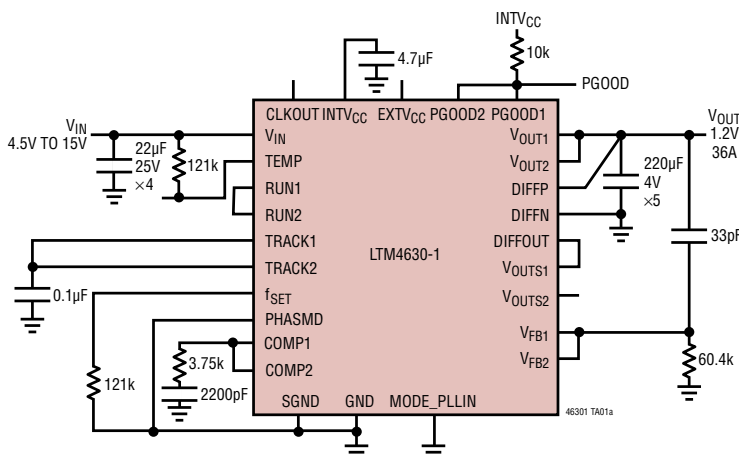 INTVCC
10k
4.7µF
PGOOD
CLKOUT INTVCC EXTVCC PGOOD2 PGOOD1
VIN
4.5V TO 15V
22µF
25V
×4
121k
VIN
TEMP
RUN1
RUN2
TRACK1
TRACK2
fSET
PHASMD
COMP1
COMP2
SGND GND MODE_PLLIN
LTM4630-1
VOUT1
VOUT2
DIFFP
DIFFN
DIFFOUT
VOUTS1
VOUTS2
VFB1
VFB2
VOUT
1.2V
36A
220µF
4V
×5
33pF
60.4k
0.1µF
121k
3.75k
2200pF
46301 TA01a